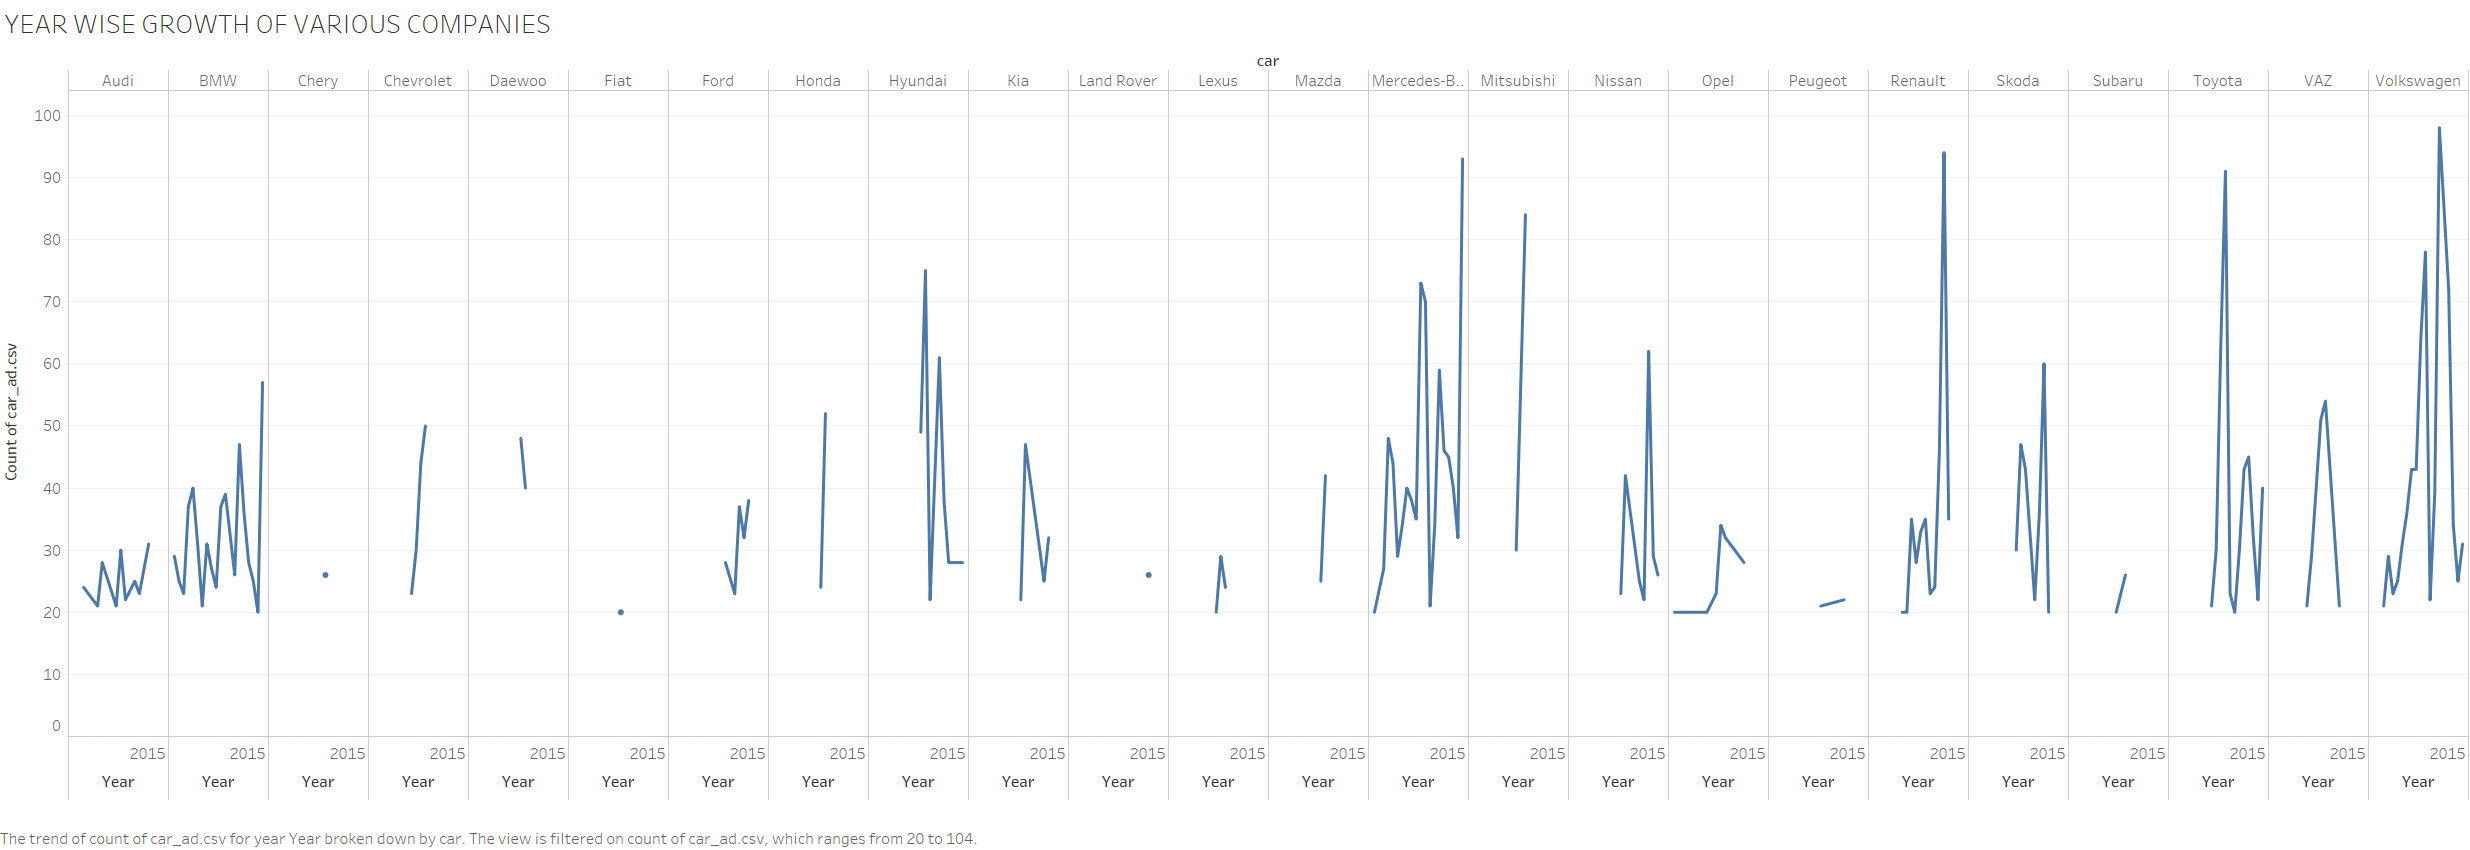 YEAR WISE GROWTH OF VARIOUS COMPANIES
car
Audi BMW Chery Chevrolet Daewoo Fiat Ford Honda Hyundai Kia Land Rover Lexus Mazda Mercedes-B.. Mitsubishi Nissan Opel Peugeot Renault Skoda Subaru Toyota VAZ Volkswagen
100
90
80
70
60
50
40
30
20
10
0
Count of car_ad.csv
2015 2015 2015 2015 2015 2015 2015 2015 2015 2015 2015 2015 2015 2015 2015 2015 2015 2015 2015 2015 2015 2015 2015 2015
Year Year Year Year Year Year Year Year Year Year Year Year Year Year Year Year Year Year Year Year Year Year Year Year
The trend of count of car_ad.csv for year Year broken down by car. The view is filtered on count of car_ad.csv, which ranges from 20 to 104.